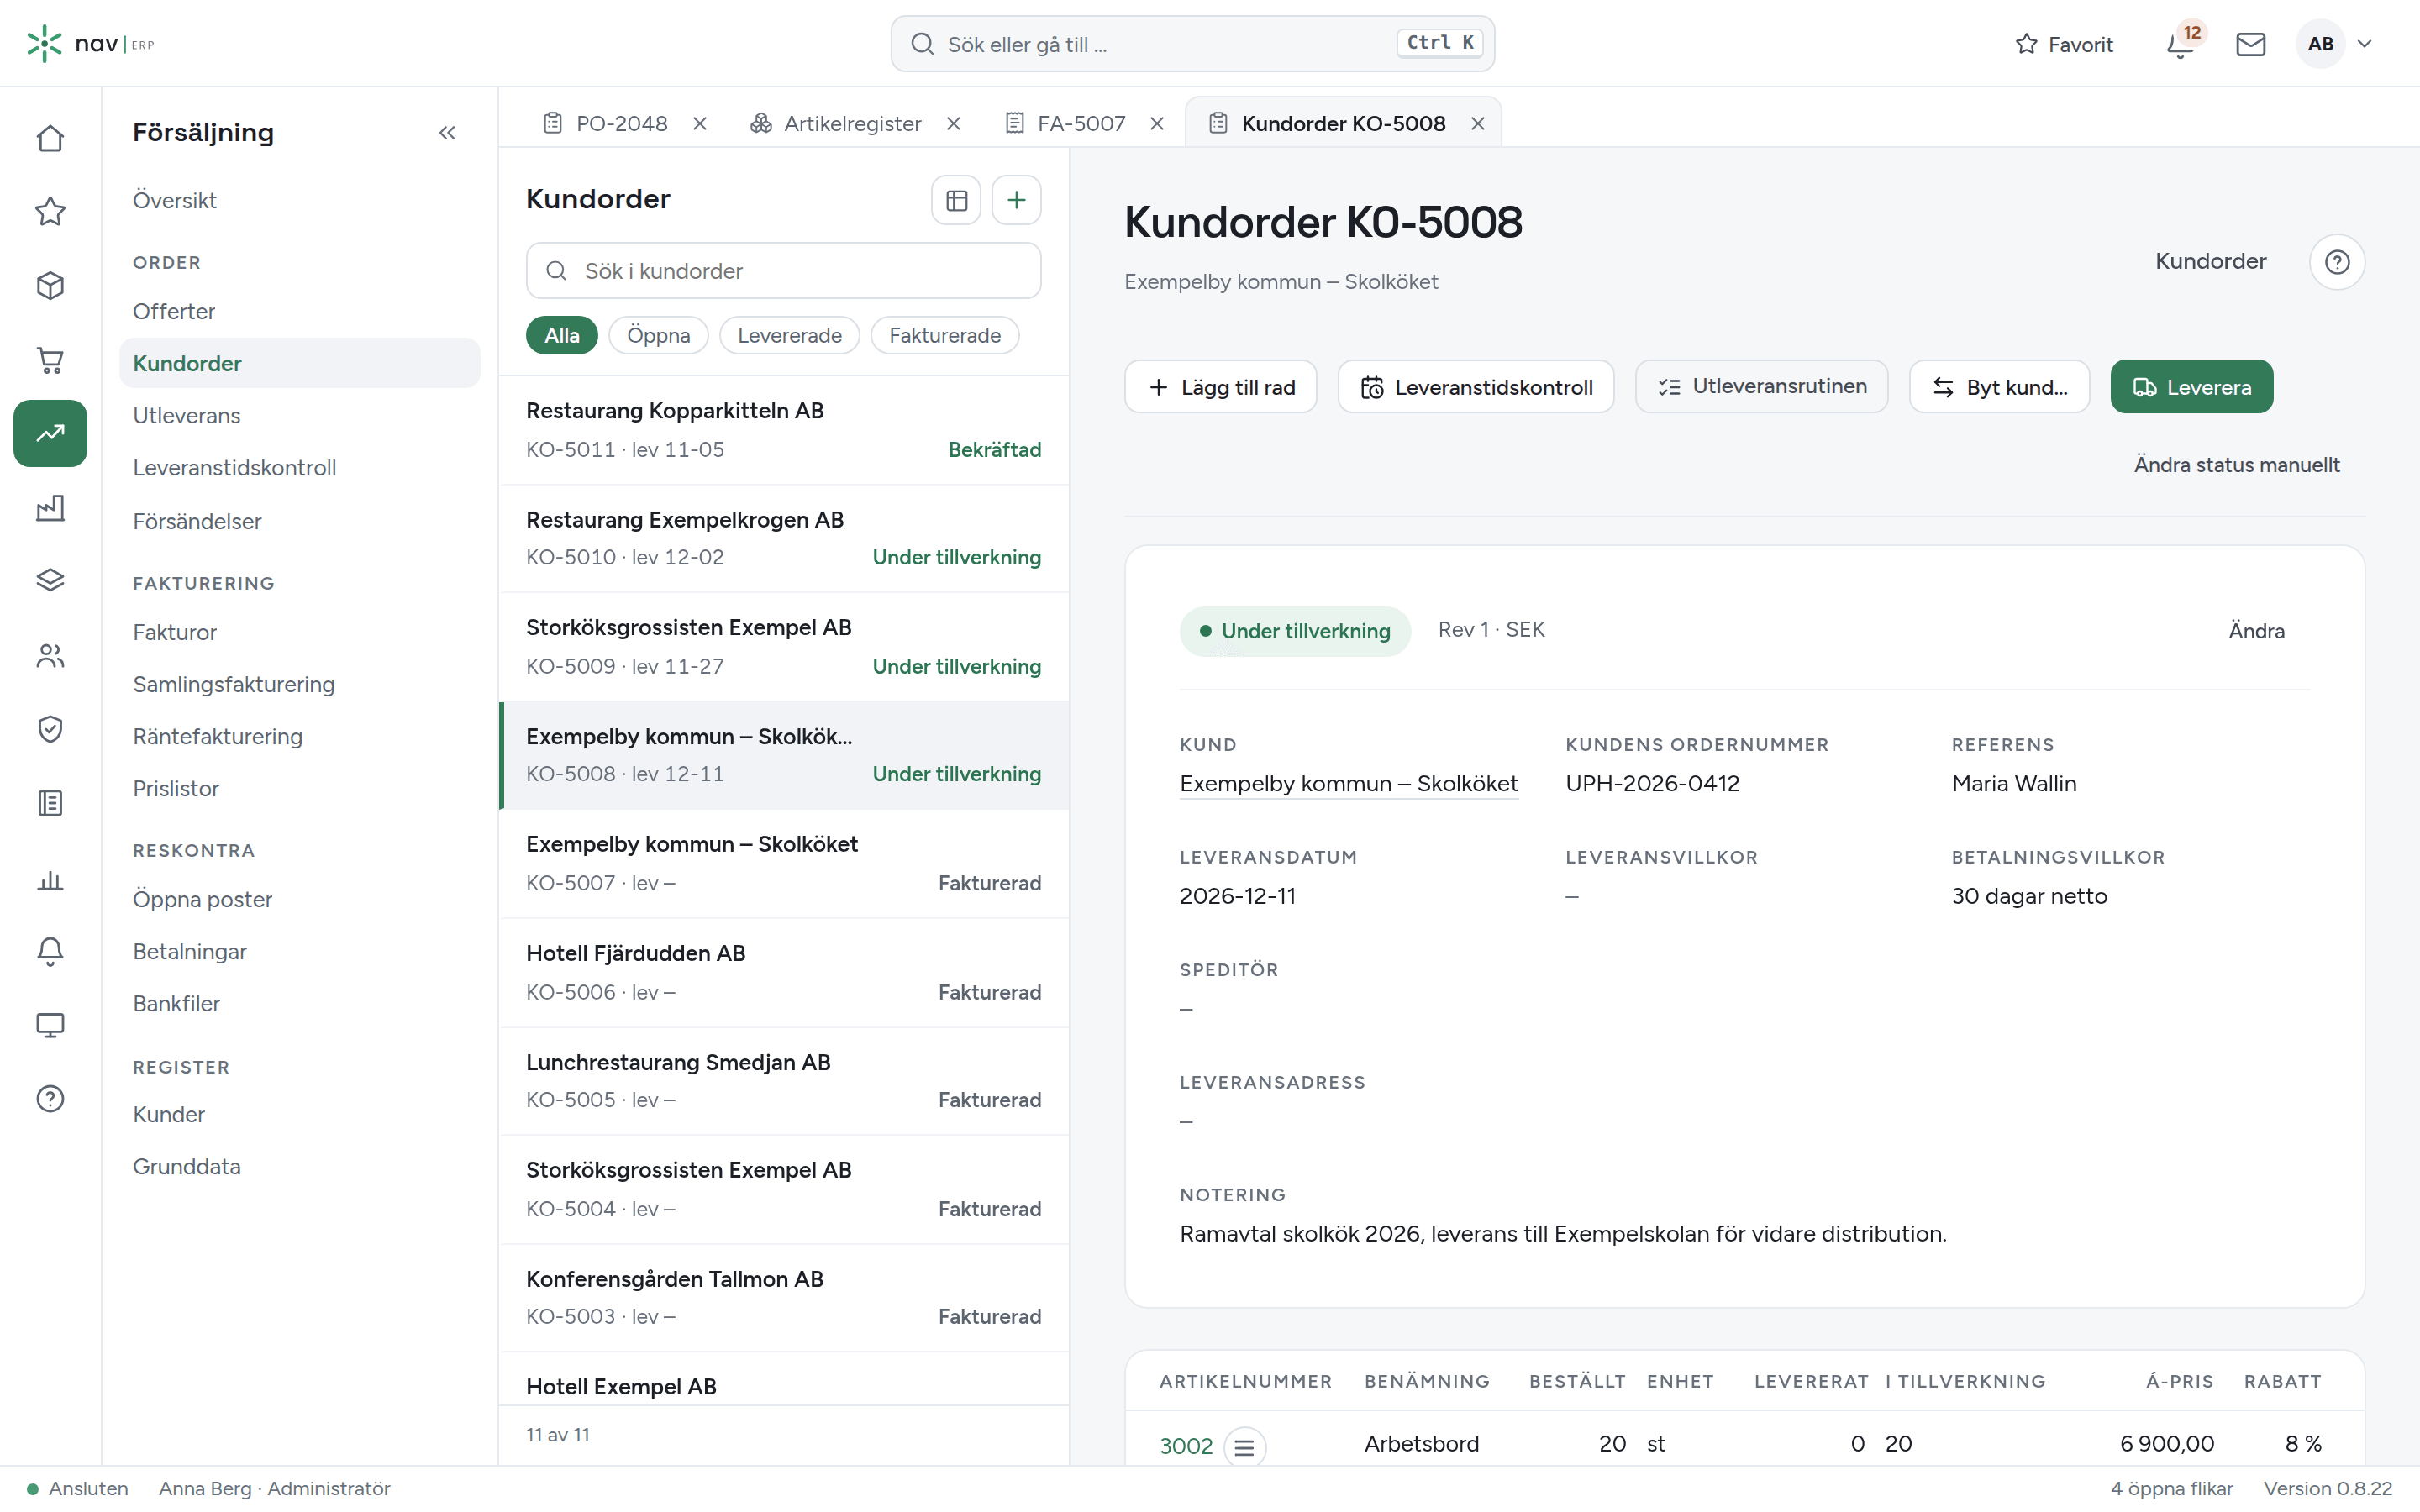 nav ERP
Sök eller gå till ...
Ctrl K
Favorit
12
AB
Försäljning
Översikt
ORDER
Offerter
Kundorder
Utleverans
Leveranstidskontroll
Försändelser
FAKTURERING
Fakturor
Samlingsfakturering
Räntefakturering
Prislistor
RESKONTRA
Öppna poster
Betalningar
Bankfiler
REGISTER
Kunder
Grunddata
PO-2048
Artikelregister
FA-5007
Kundorder KO-5008
Kundorder
Sök i kundorder
Alla
Öppna
Levererade
Fakturerade
Restaurang Kopparkitteln AB
KO-5011 · lev 11-05 Bekräftad
Restaurang Exempelkrogen AB
KO-5010 · lev 12-02 Under tillverkning
Storköksgrossisten Exempel AB
KO-5009 · lev 11-27 Under tillverkning
Exempelby kommun – Skolkök...
KO-5008 · lev 12-11 Under tillverkning
Exempelby kommun – Skolköket
KO-5007 · lev – Fakturerad
Hotell Fjärdudden AB
KO-5006 · lev – Fakturerad
Lunchrestaurang Smedjan AB
KO-5005 · lev – Fakturerad
Storköksgrossisten Exempel AB
KO-5004 · lev – Fakturerad
Konferensgården Tallmon AB
KO-5003 · lev – Fakturerad
Hotell Exempel AB
11 av 11
Kundorder KO-5008
Exempelby kommun – Skolköket
Kundorder
Lägg till rad
Leveranstidskontroll
Utleveransrutinen
Byt kund...
Leverera
Ändra status manuellt
Under tillverkning
Rev 1 · SEK
Ändra
KUND KUNDENS ORDERNUMMER REFERENS
Exempelby kommun – Skolköket UPH-2026-0412 Maria Wallin
LEVERANSDATUM LEVERANSVILLKOR BETALNINGSVILLKOR
2026-12-11 – 30 dagar netto
SPEDITÖR
–
LEVERANSADRESS
–
NOTERING
Ramavtal skolkök 2026, leverans till Exempelskolan för vidare distribution.
ARTIKELNUMMER BENÄMNING BESTÄLLT ENHET LEVERERAT I TILLVERKNING Á-PRIS RABATT
3002 Arbetsbord 20 st 0 20 6 900,00 8 %
Ansluten
Anna Berg · Administratör
4 öppna flikar
Version 0.8.22